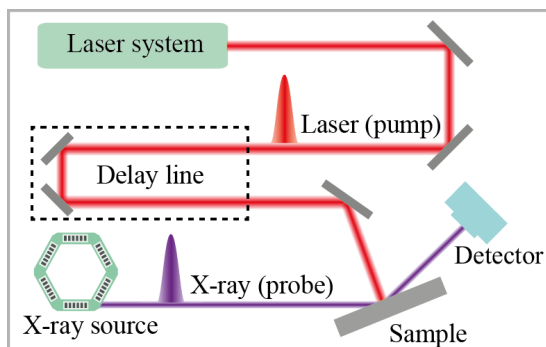 Laser system
Laser (pump)
Delay line
X-ray (probe)
Detector
X-ray source
Sample